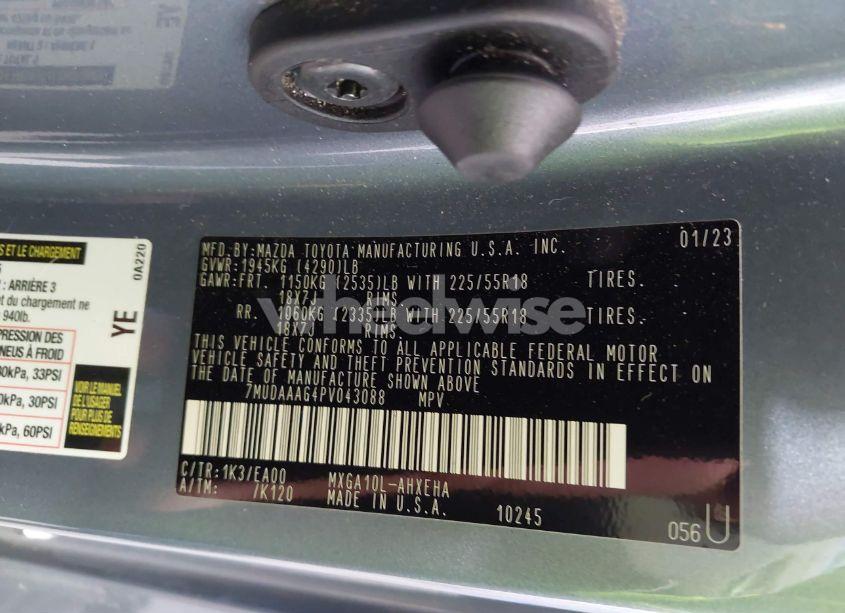 S ET LE CHARGEMENT
: ARRIÈRE 3
t du chargement ne
940lb.
PRESSION DES
PNEUS À FROID
kPa, 33PSI
0kPa, 30PSI
kPa, 60PSI
VOIR LE MANUEL
DE L'USAGER
POUR PLUS DE
RENSEIGNEMENTS
YE
0A220
MFD.BY:MAZDA TOYOTA MANUFACTURING U.S.A. INC. 01/23
GVWR:1945KG (4290)LB
GAWR:FRT. 1150KG (2535)LB WITH 225/55R18 TIRES.
18X7J RIMS
RR. 1060KG (2335)LB WITH 225/55R18 TIRES.
18X7J RIMS
THIS VEHICLE CONFORMS TO ALL APPLICABLE FEDERAL MOTOR
VEHICLE SAFETY AND THEFT PREVENTION STANDARDS IN EFFECT ON
THE DATE OF MANUFACTURE SHOWN ABOVE
7MUDAAAG4PV043088 MPV
C/TR:1K3/EA00 MXGA10L-AHXEHA
A/TM: /K120 MADE IN U.S.A. 10245
056 U
wheelwise